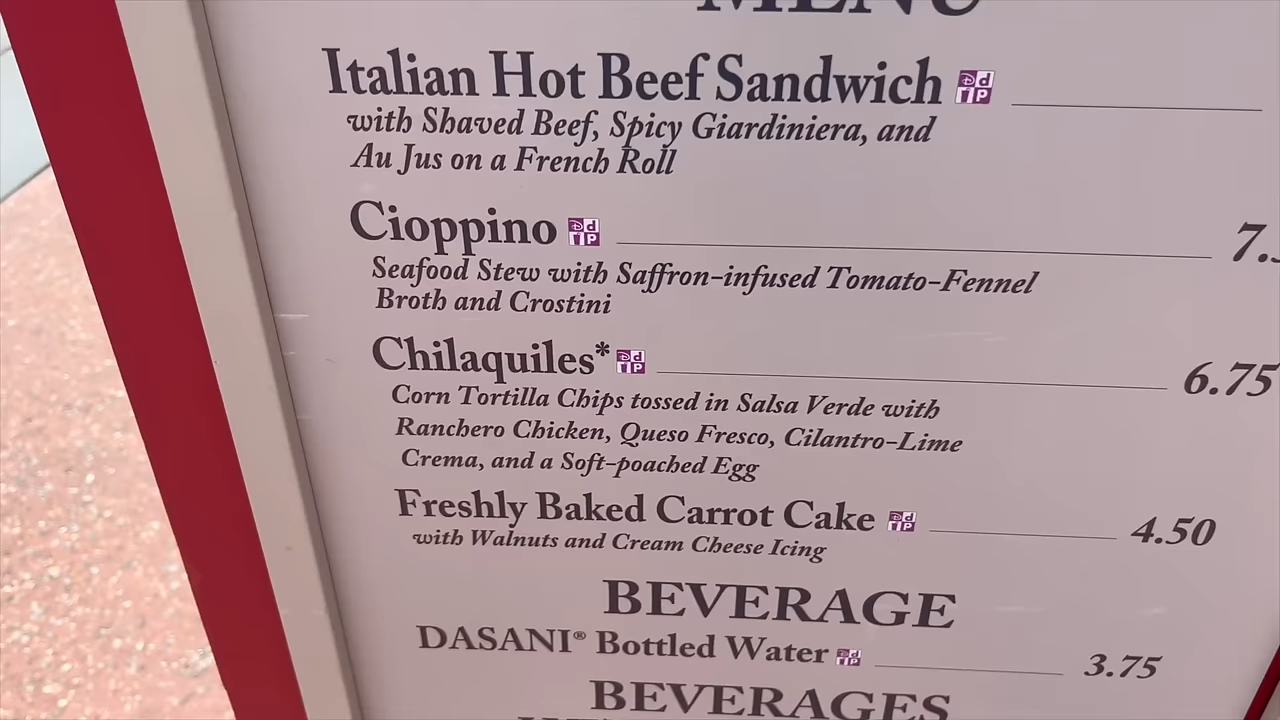 MENU
Italian Hot Beef Sandwich
with Shaved Beef, Spicy Giardiniera, and
Au Jus on a French Roll
Cioppino 7.
Seafood Stew with Saffron-infused Tomato-Fennel
Broth and Crostini
Chilaquiles* 6.75
Corn Tortilla Chips tossed in Salsa Verde with
Ranchero Chicken, Queso Fresco, Cilantro-Lime
Crema, and a Soft-poached Egg
Freshly Baked Carrot Cake 4.50
with Walnuts and Cream Cheese Icing
BEVERAGE
DASANI® Bottled Water 3.75
BEVERAGES